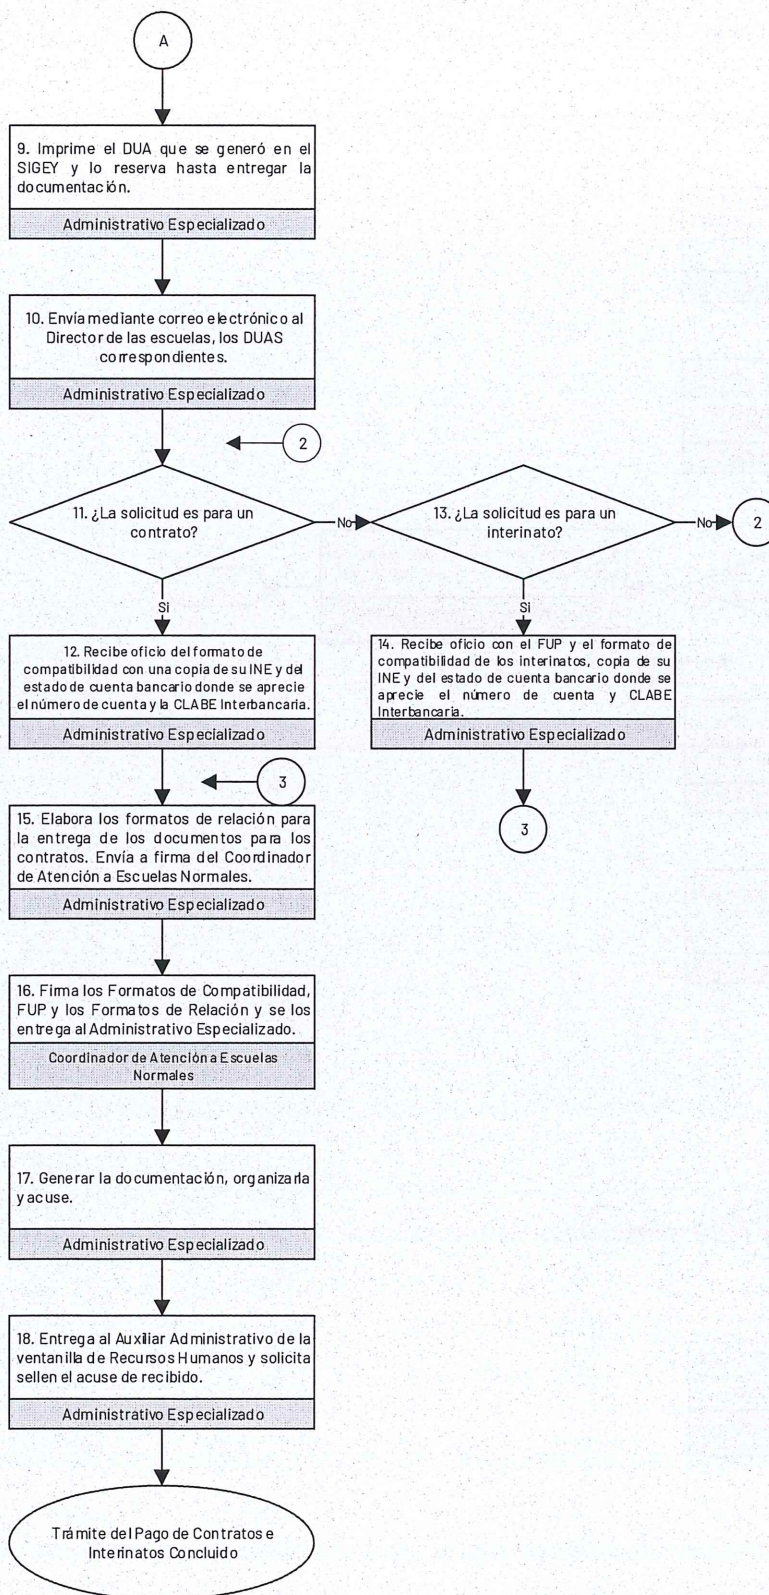 A
9. Imprime el DUA que se generó en el
SIGEY y lo reserva hasta entregar la
documentación.
Administrativo Especializado
10. Envía mediante correo electrónico al
Director de las escuelas, los DUAS
correspondientes.
Administrativo Especializado
2
11. ¿La solicitud es para un
contrato?
No
13. ¿La solicitud es para un
interinato?
No
2
Si
Si
12. Recibe oficio del formato de
compatibilidad con una copia de su INE y del
estado de cuenta bancario donde se aprecie
el número de cuenta y la CLABE Interbancaria.
Administrativo Especializado
14. Recibe oficio con el FUP y el formato de
compatibilidad de los interinatos, copia de su
INE y del estado de cuenta bancario donde se
aprecie el número de cuenta y CLABE
Interbancaria.
Administrativo Especializado
3
3
15. Elabora los formatos de relación para
la entrega de los documentos para los
contratos. Envía a firma del Coordinador
de Atención a Escuelas Normales.
Administrativo Especializado
16. Firma los Formatos de Compatibilidad,
FUP y los Formatos de Relación y se los
entrega al Administrativo Especializado.
Coordinador de Atención a Escuelas
Normales
17. Generar la documentación, organizarla
y acuse.
Administrativo Especializado
18. Entrega al Auxiliar Administrativo de la
ventanilla de Recursos Humanos y solicita
sellen el acuse de recibido.
Administrativo Especializado
Trámite del Pago de Contratos e
Interinatos Concluido